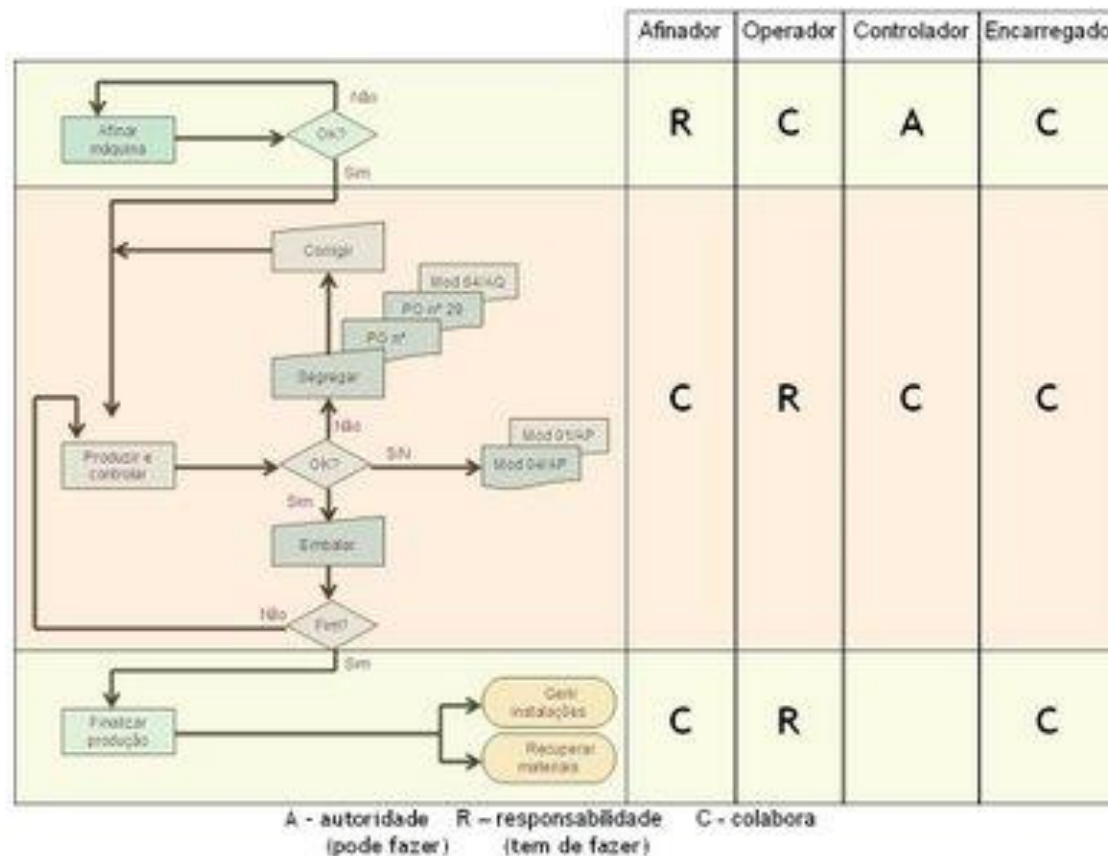 Afinador Operador Controlador Encarregado
Não
Afinar
máquina
OK?
R C A C
Sim
Corrigir
Mod 64/AQ
PO nº 29
PO nº
Segregar
C R C C
Não
Mod 01/AP
Produzir e
controlar
OK?
S/N
Mod 04/AP
Sim
Embalar
Não
Fim?
Sim
Finalizar
produção
Gerir
instalações
C R C
Recuperar
materiais
A - autoridade R – responsabilidade C - colabora
(pode fazer) (tem de fazer)